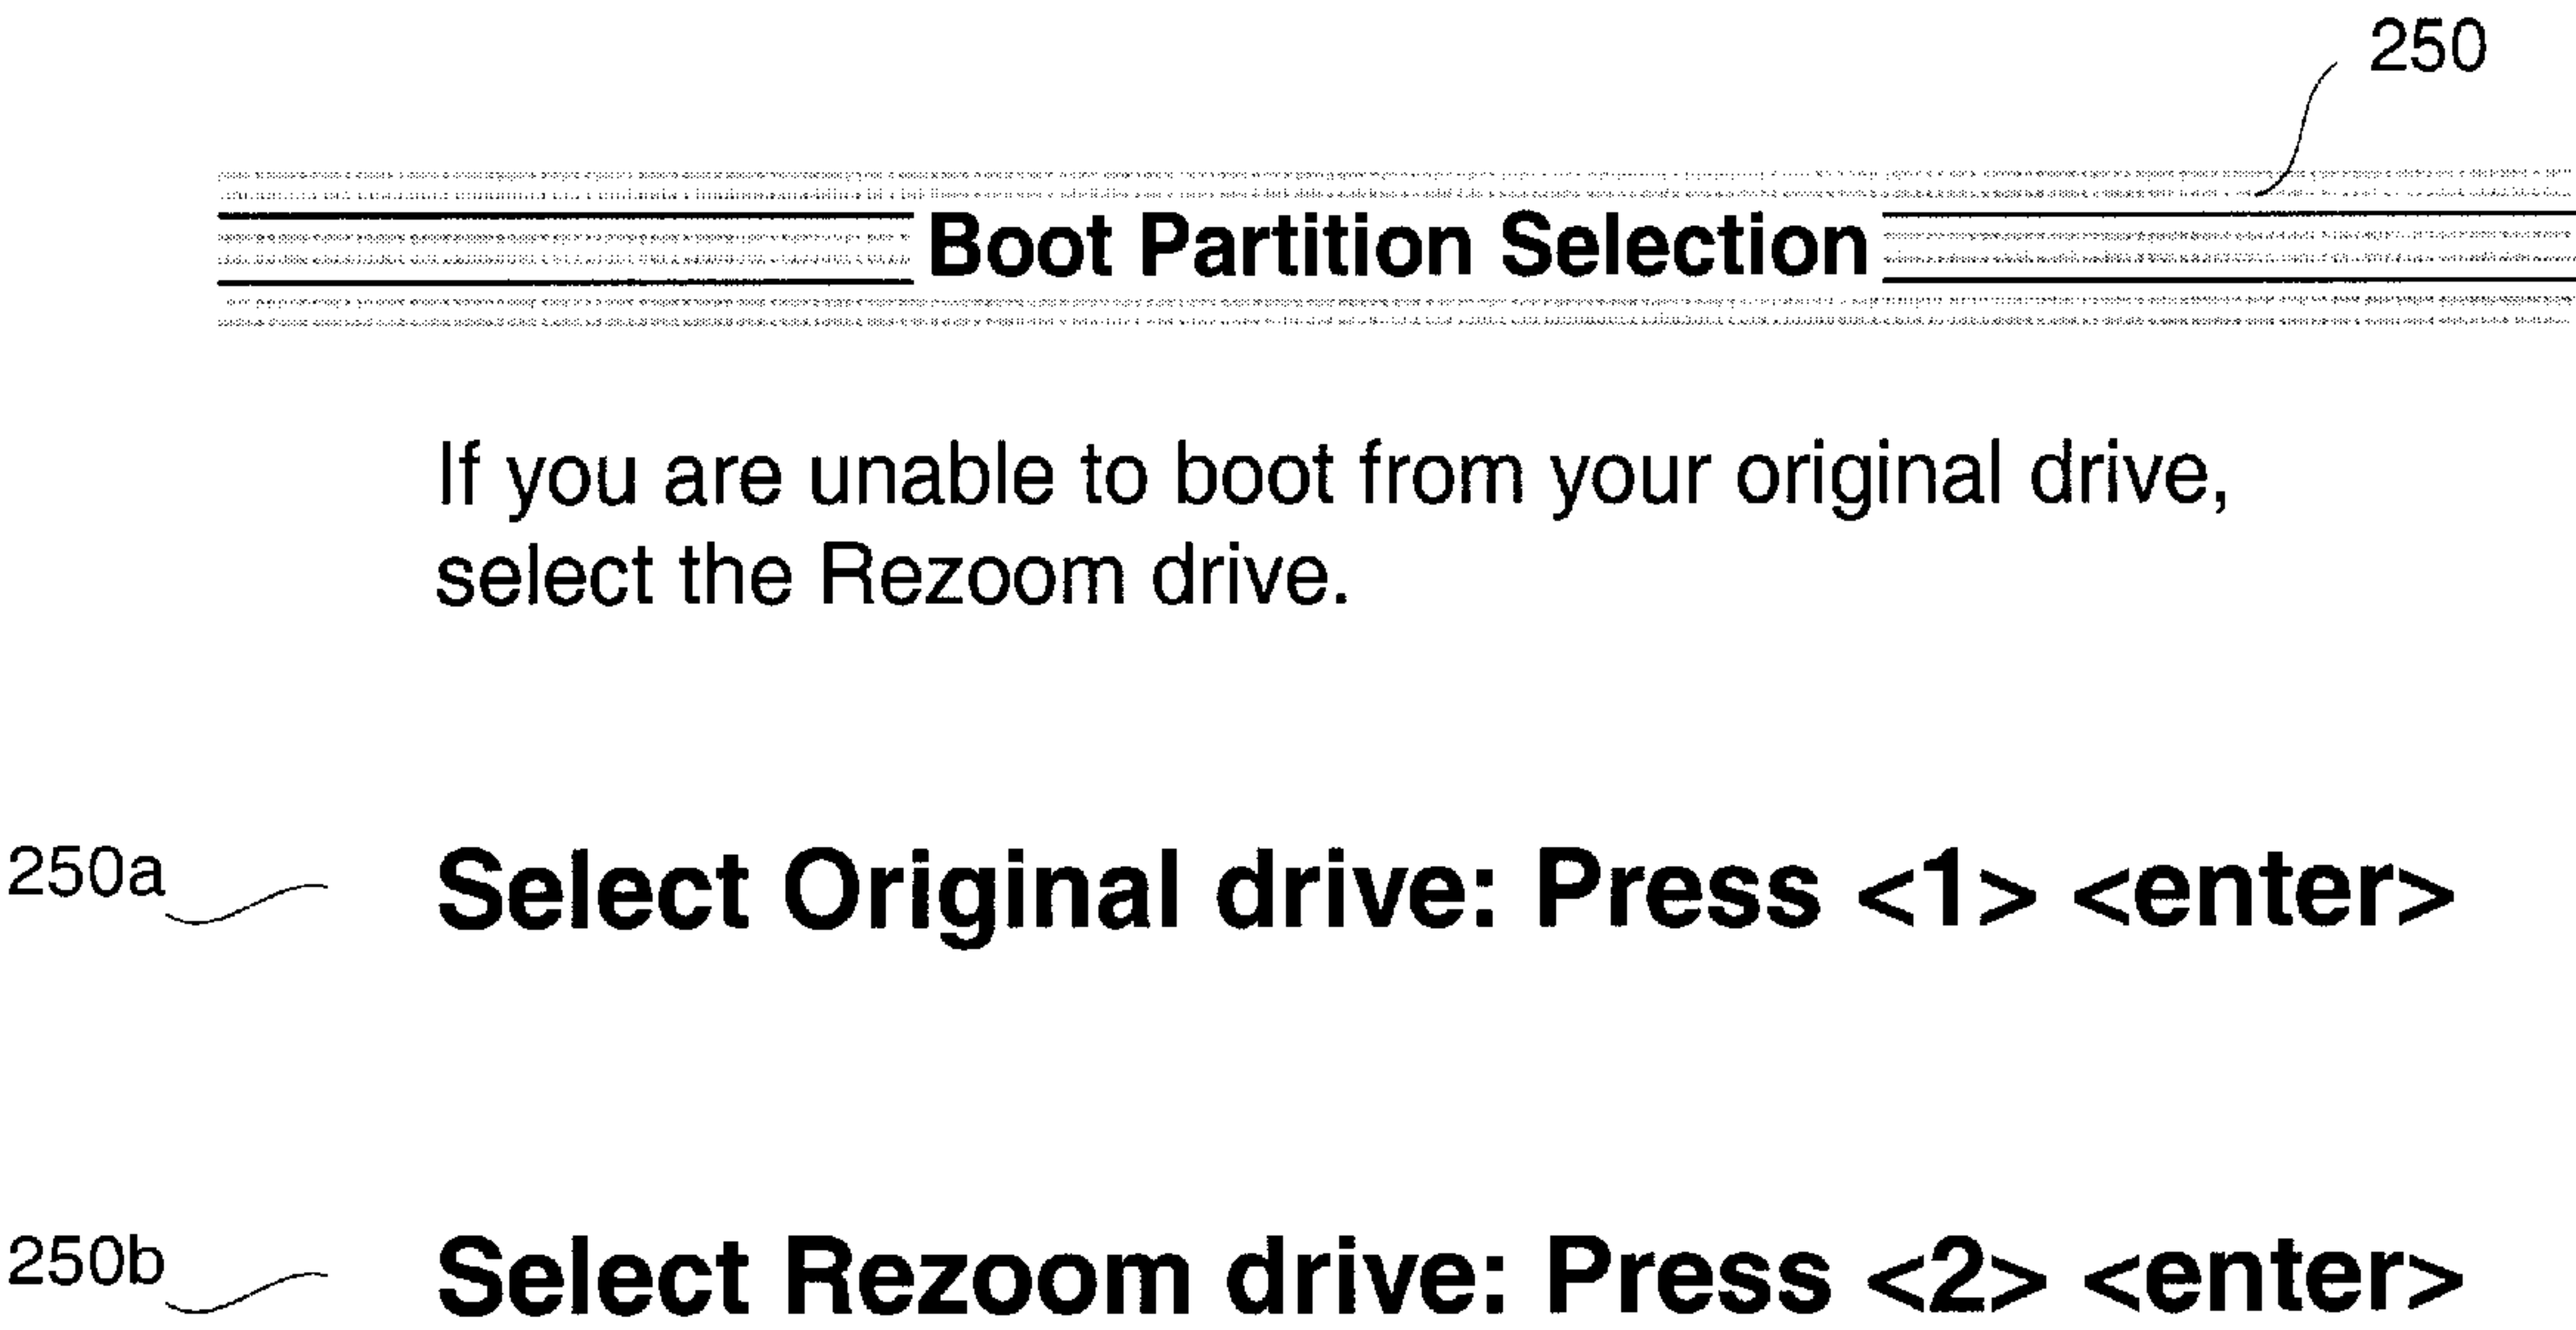 250
Boot Partition Selection
If you are unable to boot from your original drive,
select the Rezoom drive.
250a Select Original drive: Press <1> <enter>
250b Select Rezoom drive: Press <2> <enter>